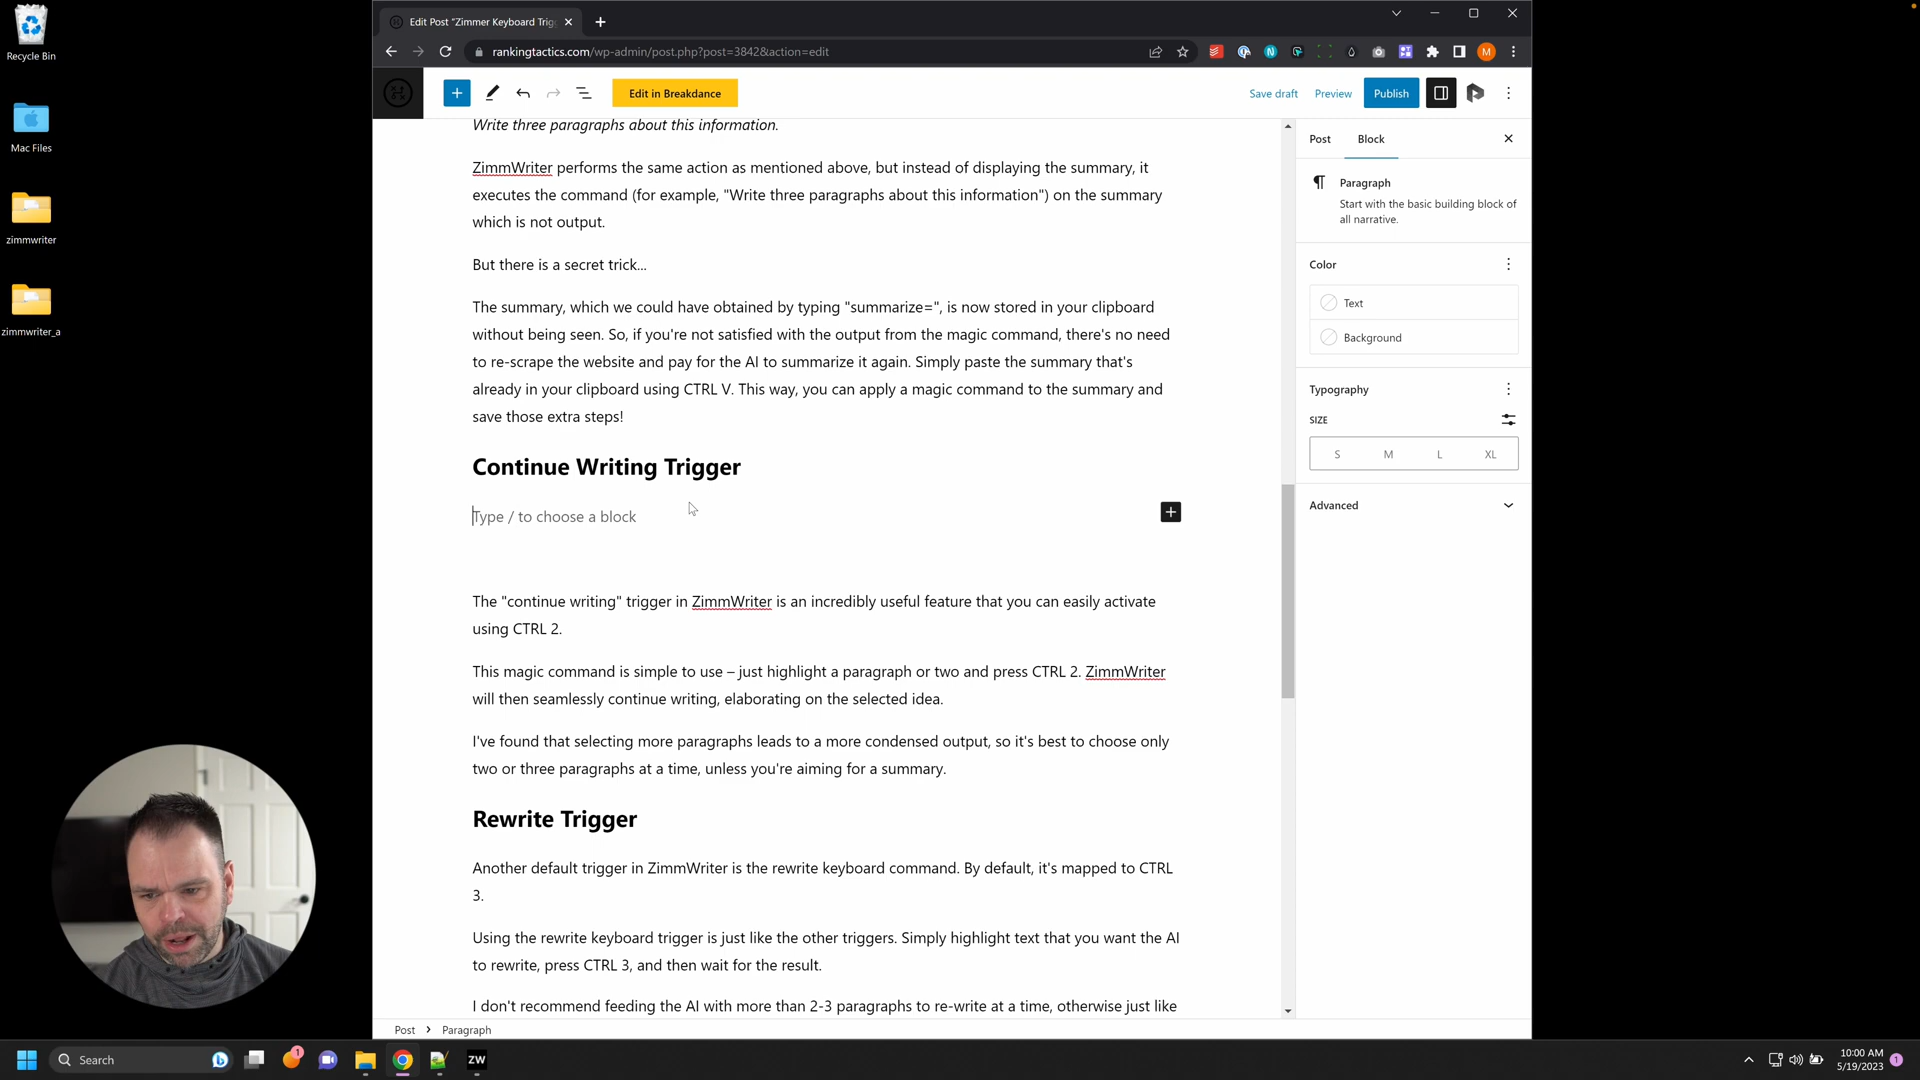 Recycle Bin
Mac Files
zimmwriter
zimmwriter_a
Edit Post "Zimmer Keyboard Trig
rankingtactics.com/wp-admin/post.php?post=3842&action=edit
M
Edit in Breakdance
Save draft
Preview
Publish
Write three paragraphs about this information.
ZimmWriter performs the same action as mentioned above, but instead of displaying the summary, it
executes the command (for example, "Write three paragraphs about this information") on the summary
which is not output.
But there is a secret trick...
The summary, which we could have obtained by typing "summarize=", is now stored in your clipboard
without being seen. So, if you're not satisfied with the output from the magic command, there's no need
to re-scrape the website and pay for the AI to summarize it again. Simply paste the summary that's
already in your clipboard using CTRL V. This way, you can apply a magic command to the summary and
save those extra steps!
Continue Writing Trigger
Type / to choose a block
The "continue writing" trigger in ZimmWriter is an incredibly useful feature that you can easily activate
using CTRL 2.
This magic command is simple to use – just highlight a paragraph or two and press CTRL 2. ZimmWriter
will then seamlessly continue writing, elaborating on the selected idea.
I've found that selecting more paragraphs leads to a more condensed output, so it's best to choose only
two or three paragraphs at a time, unless you're aiming for a summary.
Rewrite Trigger
Another default trigger in ZimmWriter is the rewrite keyboard command. By default, it's mapped to CTRL
3.
Using the rewrite keyboard trigger is just like the other triggers. Simply highlight text that you want the AI
to rewrite, press CTRL 3, and then wait for the result.
I don't recommend feeding the AI with more than 2-3 paragraphs to re-write at a time, otherwise just like
Post
Block
Paragraph
Start with the basic building block of
all narrative.
Color
Text
Background
Typography
SIZE
S M L XL
Advanced
Post > Paragraph
Search
1
ZW
10:00 AM
5/19/2023
1